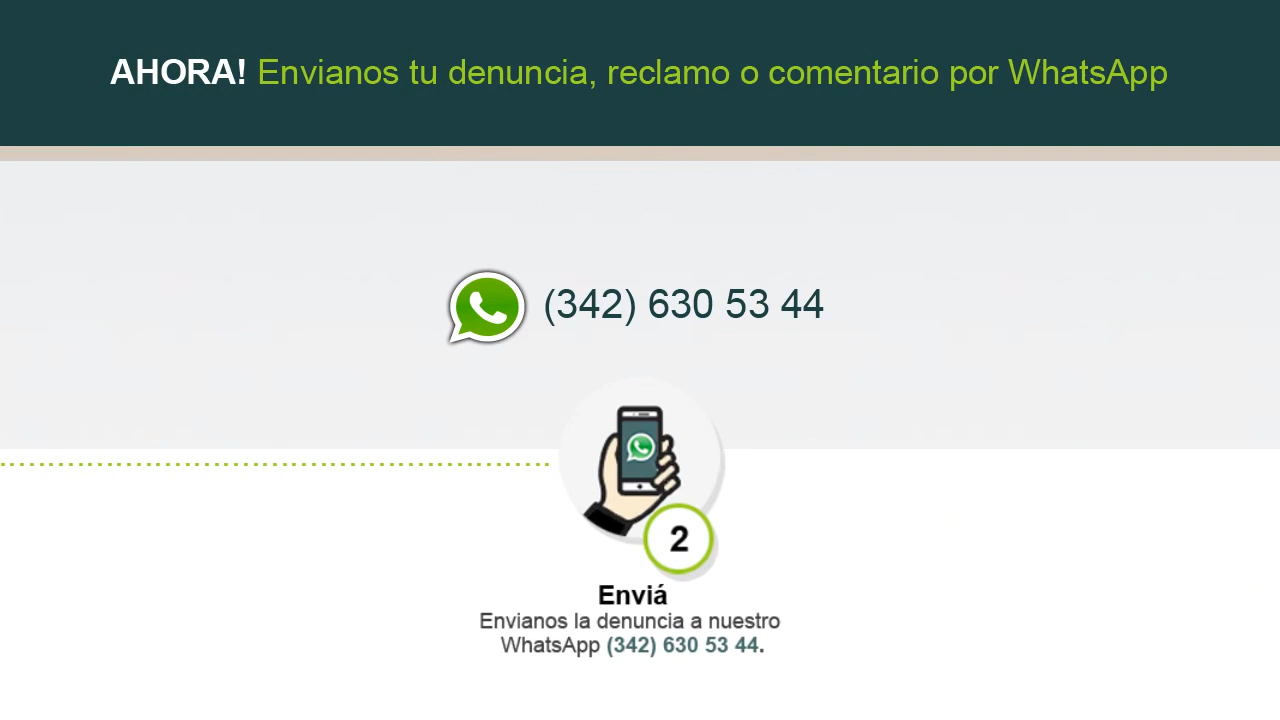 AHORA! Envianos tu denuncia, reclamo o comentario por WhatsApp
(342) 630 53 44
2
Enviá
Envianos la denuncia a nuestro
WhatsApp (342) 630 53 44.